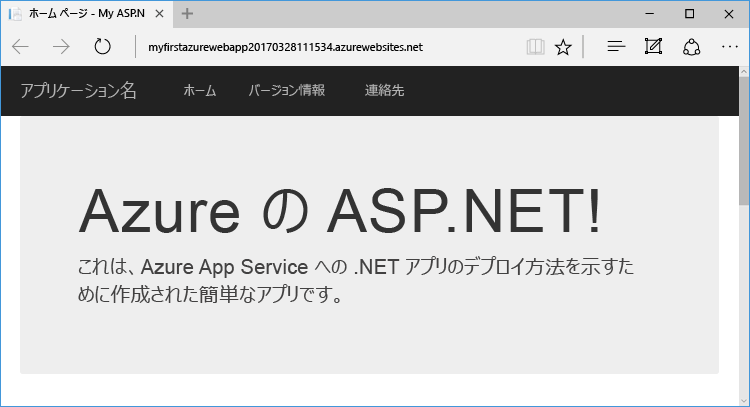 ホーム ページ - My ASP.N
myfirstazurewebapp20170328111534.azurewebsites.net
アプリケーション名 ホーム バージョン情報 連絡先
Azure の ASP.NET!
これは、Azure App Service への .NET アプリのデプロイ方法を示すた
めに作成された簡単なアプリです。